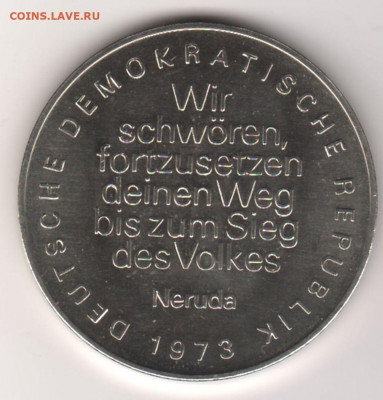 COINS.LAVE.RU
DEUTSCHE DEMOKRATISCHE REPUBLIK
Wir
schwören,
fortzusetzen
deinen Weg
bis zum Sieg
des Volkes
Neruda
1973